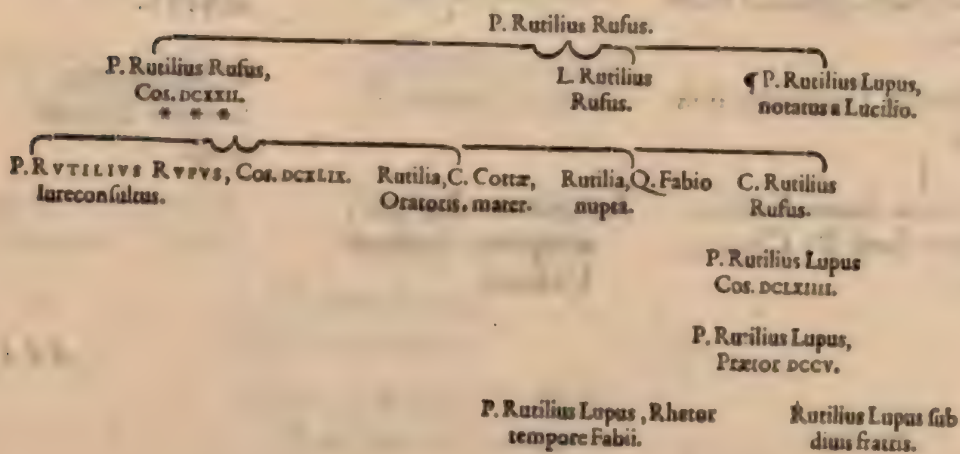 P. Rutilius Rufus.
P. Rutilius Rufus,
Cos. DCXXII.
* * *
L. Rutilius
Rufus.
¶ P. Rutilius Lupus,
notatus a Lucilio.
P. RVTILIVS RVFVS, Cos. DCXLIX.
Iureconſultus.
Rutilia, C. Cottæ,
Oratoris. mater.
Rutilia, Q. Fabio
nupta.
C. Rutilius
Rufus.
P. Rutilius Lupus
Cos. DCLXIIII.
P. Rutilius Lupus,
Prætor DCCV.
P. Rutilius Lupus, Rhetor
tempore Fabii.
Rutilius Lupus ſub
diuis fratris.